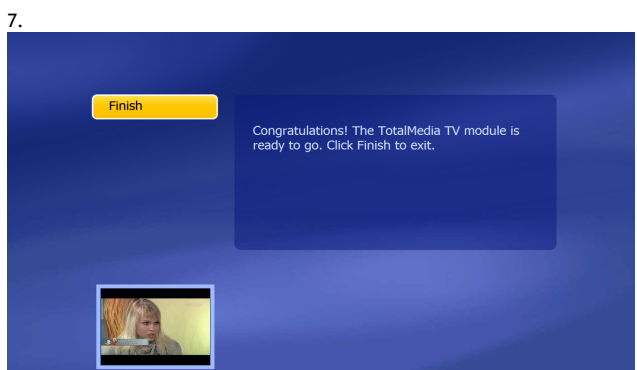 7.
Finish
Congratulations! The TotalMedia TV module is
ready to go. Click Finish to exit.